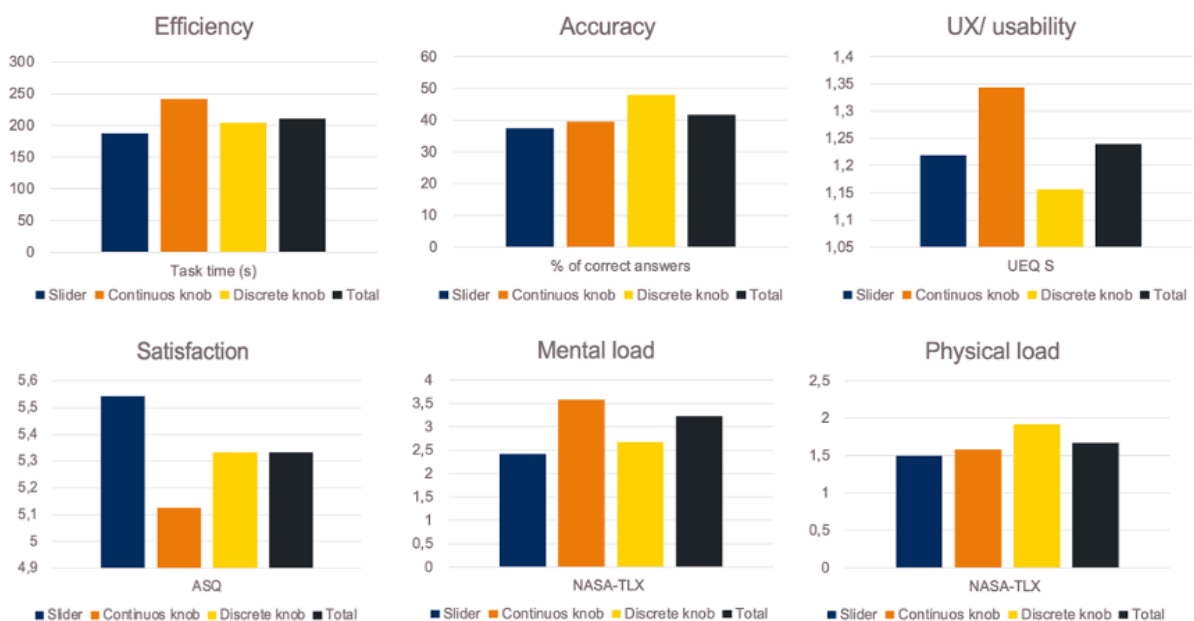 Efficiency
300
250
200
150
100
50
0
Task time (s)
Slider Continuos knob Discrete knob Total
Accuracy
60
50
40
30
20
10
0
% of correct answers
Slider Continuos knob Discrete knob Total
UX/ usability
1,4
1,35
1,3
1,25
1,2
1,15
1,1
1,05
UEQ S
Slider Continuos knob Discrete knob Total
Satisfaction
5,6
5,5
5,4
5,3
5,2
5,1
5
4,9
ASQ
Slider Continuos knob Discrete knob Total
Mental load
4
3,5
3
2,5
2
1,5
1
0,5
0
NASA-TLX
Slider Continuos knob Discrete knob Total
Physical load
2,5
2
1,5
1
0,5
0
NASA-TLX
Slider Continuos knob Discrete knob Total